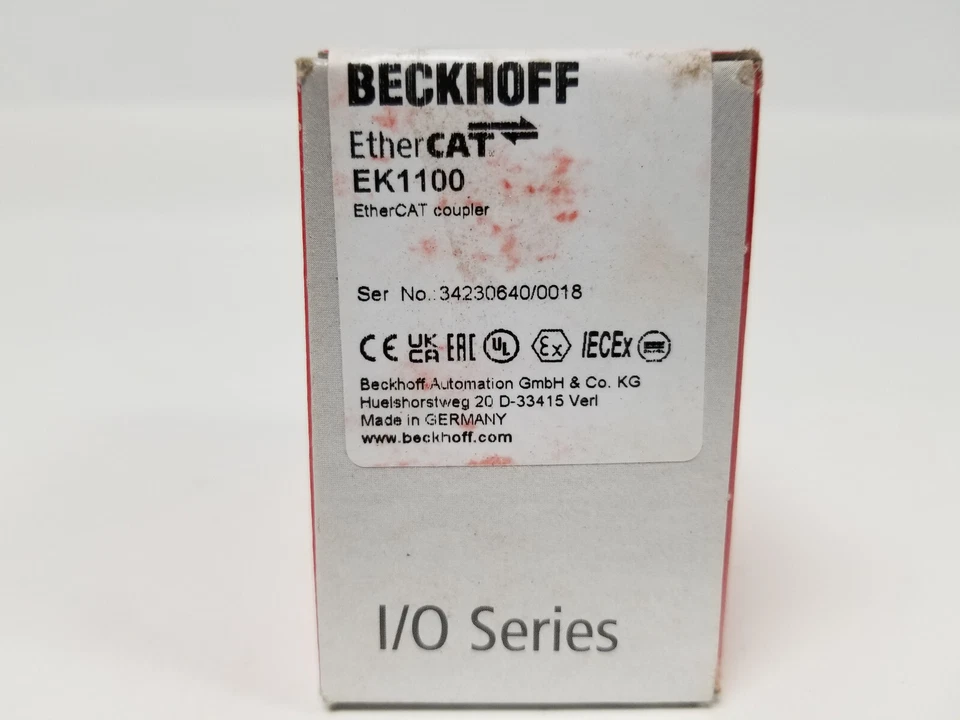 BECKHOFF
EtherCAT
EK1100
EtherCAT coupler
Ser No.: 34230640/0018
CE UK CA EAC UL Ex IECEx
Beckhoff Automation GmbH & Co. KG
Huelshorstweg 20 D-33415 Verl
Made in GERMANY
www.beckhoff.com
I/O Series